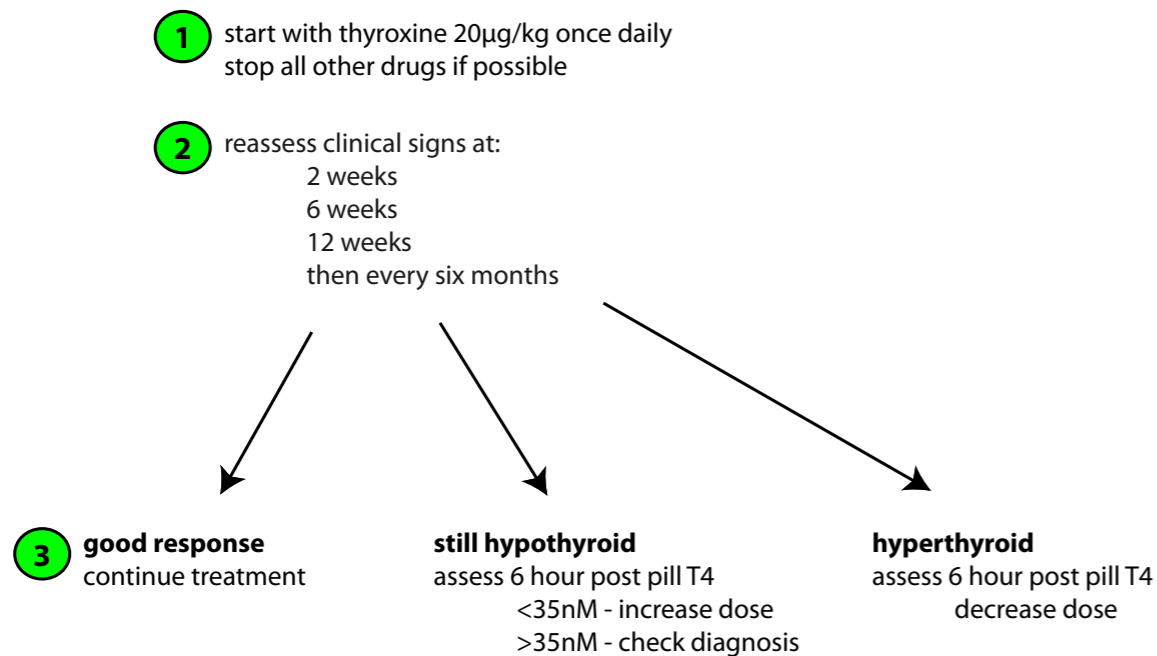 1 start with thyroxine 20µg/kg once daily
stop all other drugs if possible
2 reassess clinical signs at:
2 weeks
6 weeks
12 weeks
then every six months
3 good response
continue treatment
still hypothyroid
assess 6 hour post pill T4
<35nM - increase dose
>35nM - check diagnosis
hyperthyroid
assess 6 hour post pill T4
decrease dose